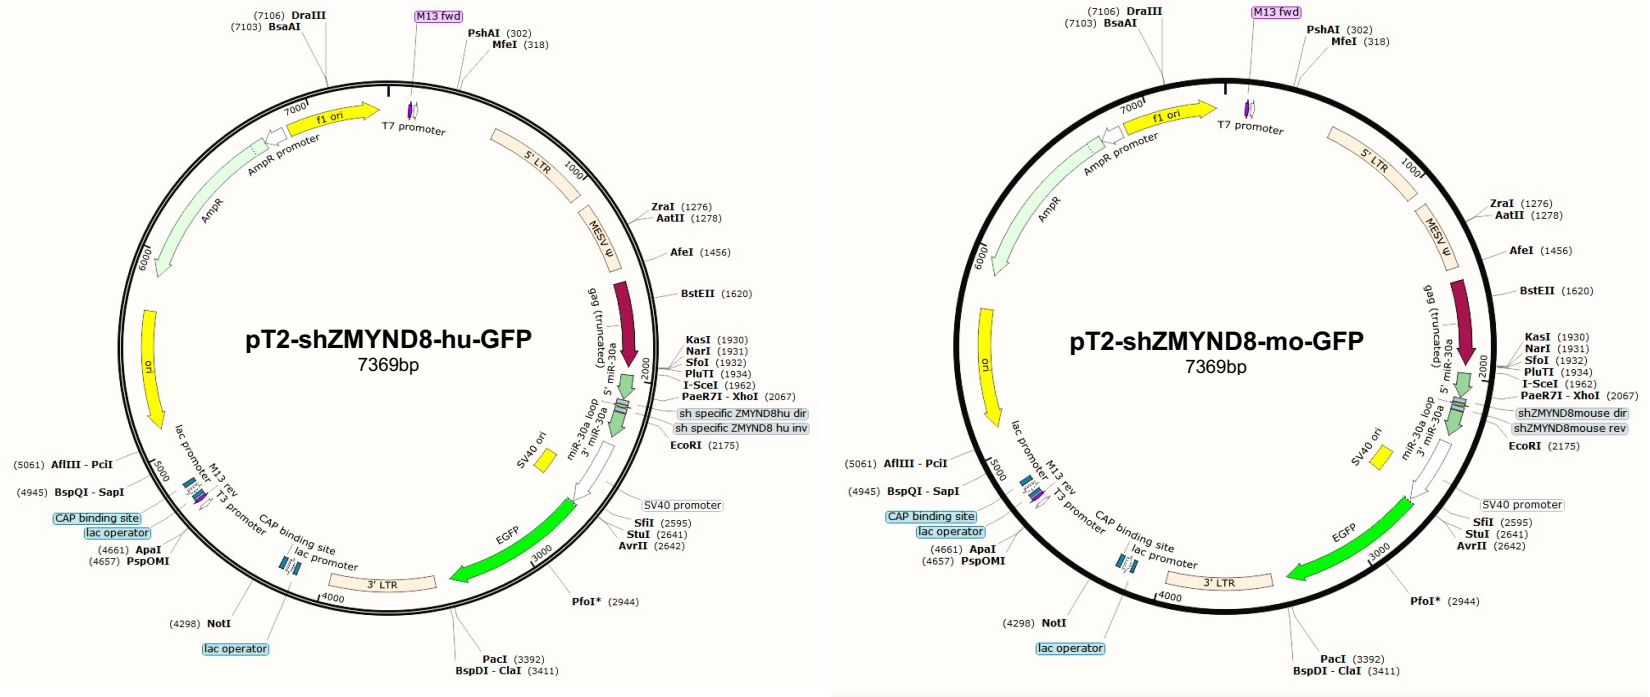 (7106) DraIII
(7103) BsaAI
M13 fwd
PshAI (302)
MfeI (318)
7000
f1 ori
T7 promoter
AmpR promoter
AmpR
5' LTR
1000
ZraI (1276)
AatII (1278)
MESV Ψ
AfeI (1456)
6000
BstEII (1620)
gag (truncated)
pT2-shZMYND8-hu-GFP
7369bp
ori
KasI (1930)
NarI (1931)
SfoI (1932)
PluTI (1934)
I-SceI (1962)
PaeR7I - XhoI (2067)
2000
5' miR-30a
sh specific ZMYND8hu dir
sh specific ZMYND8 hu inv
miR-30a loop
3' miR-30a
EcoRI (2175)
SV40 ori
lac promoter
(5061) AflIII - PciI
5000
M13 rev
(4945) BspQI - SapI
T3 promoter
CAP binding site
lac operator
SV40 promoter
CAP binding site
lac promoter
SfiI (2595)
StuI (2641)
AvrII (2642)
EGFP
(4661) ApaI
(4657) PspOMI
3000
3' LTR
4000
PfoI* (2944)
(4298) NotI
lac operator
PacI (3392)
BspDI - ClaI (3411)
(7106) DraIII
(7103) BsaAI
M13 fwd
PshAI (302)
MfeI (318)
7000
f1 ori
T7 promoter
AmpR promoter
AmpR
5' LTR
1000
ZraI (1276)
AatII (1278)
MESV Ψ
AfeI (1456)
6000
BstEII (1620)
gag (truncated)
pT2-shZMYND8-mo-GFP
7369bp
ori
KasI (1930)
NarI (1931)
SfoI (1932)
PluTI (1934)
I-SceI (1962)
PaeR7I - XhoI (2067)
2000
5' miR-30a
shZMYND8mouse dir
shZMYND8mouse rev
miR-30a loop
3' miR-30a
EcoRI (2175)
SV40 ori
lac promoter
(5061) AflIII - PciI
5000
M13 rev
(4945) BspQI - SapI
T3 promoter
CAP binding site
lac operator
SV40 promoter
CAP binding site
lac promoter
SfiI (2595)
StuI (2641)
AvrII (2642)
EGFP
(4661) ApaI
(4657) PspOMI
3000
3' LTR
4000
PfoI* (2944)
(4298) NotI
lac operator
PacI (3392)
BspDI - ClaI (3411)